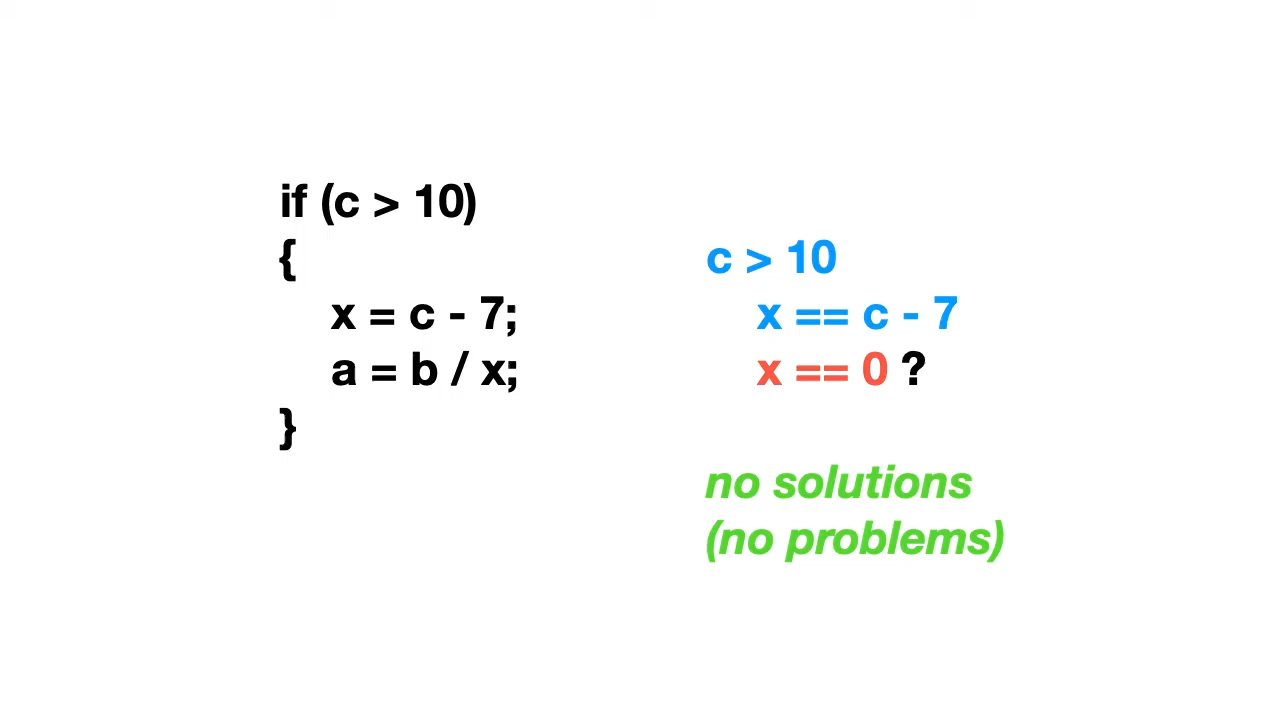 if (c > 10)
{
x = c - 7;
a = b / x;
}
c > 10
x == c - 7
x == 0 ?
no solutions
(no problems)